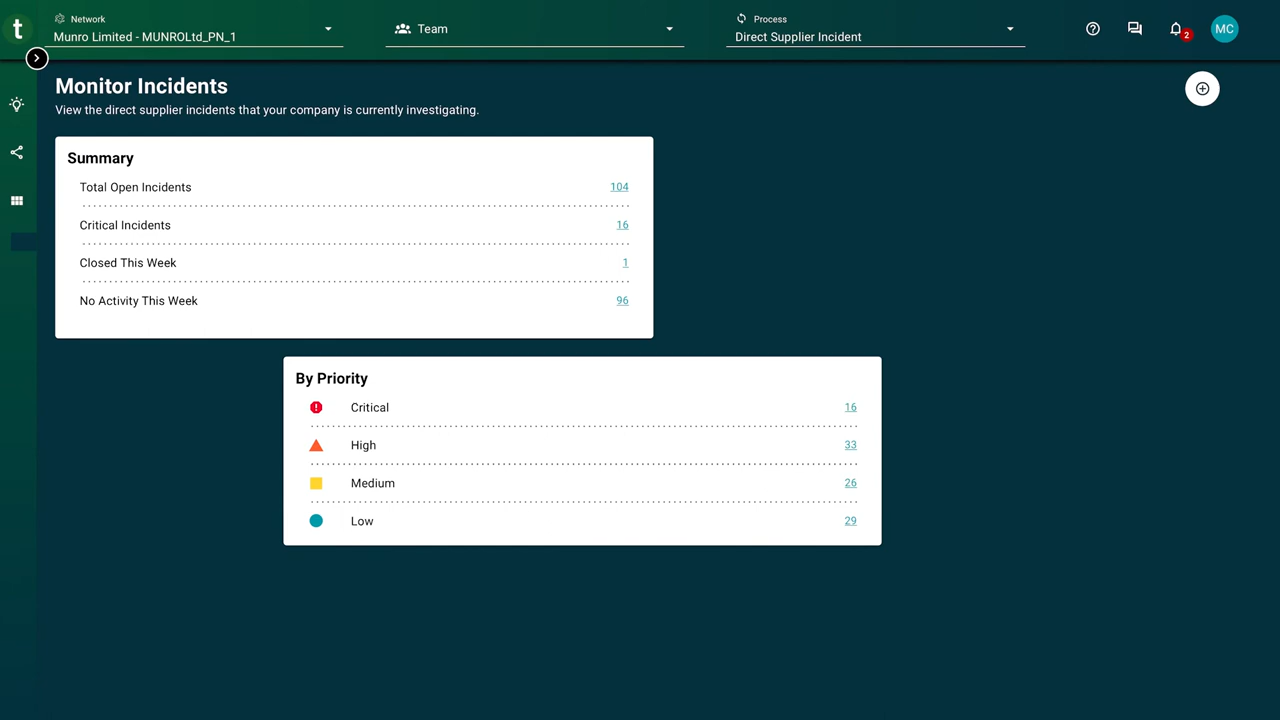 t
Network
Munro Limited - MUNROLtd_PN_1
Team
Process
Direct Supplier Incident
2
MC
Monitor Incidents
View the direct supplier incidents that your company is currently investigating.
Summary
Total Open Incidents 104
Critical Incidents 16
Closed This Week 1
No Activity This Week 96
By Priority
Critical 16
High 33
Medium 26
Low 29